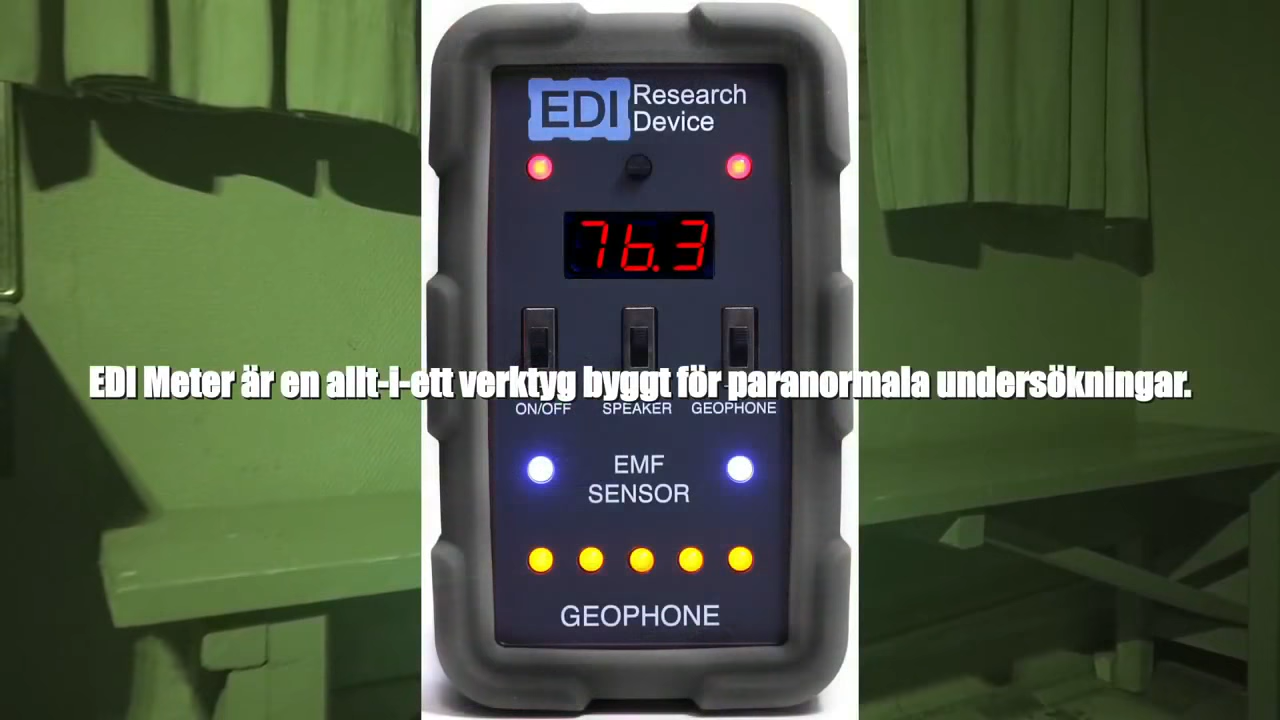 EDI
Research
Device
76.3
EDI Meter är en allt-i-ett verktyg byggt för paranormala undersökningar.
ON/OFF SPEAKER GEOPHONE
EMF
SENSOR
GEOPHONE